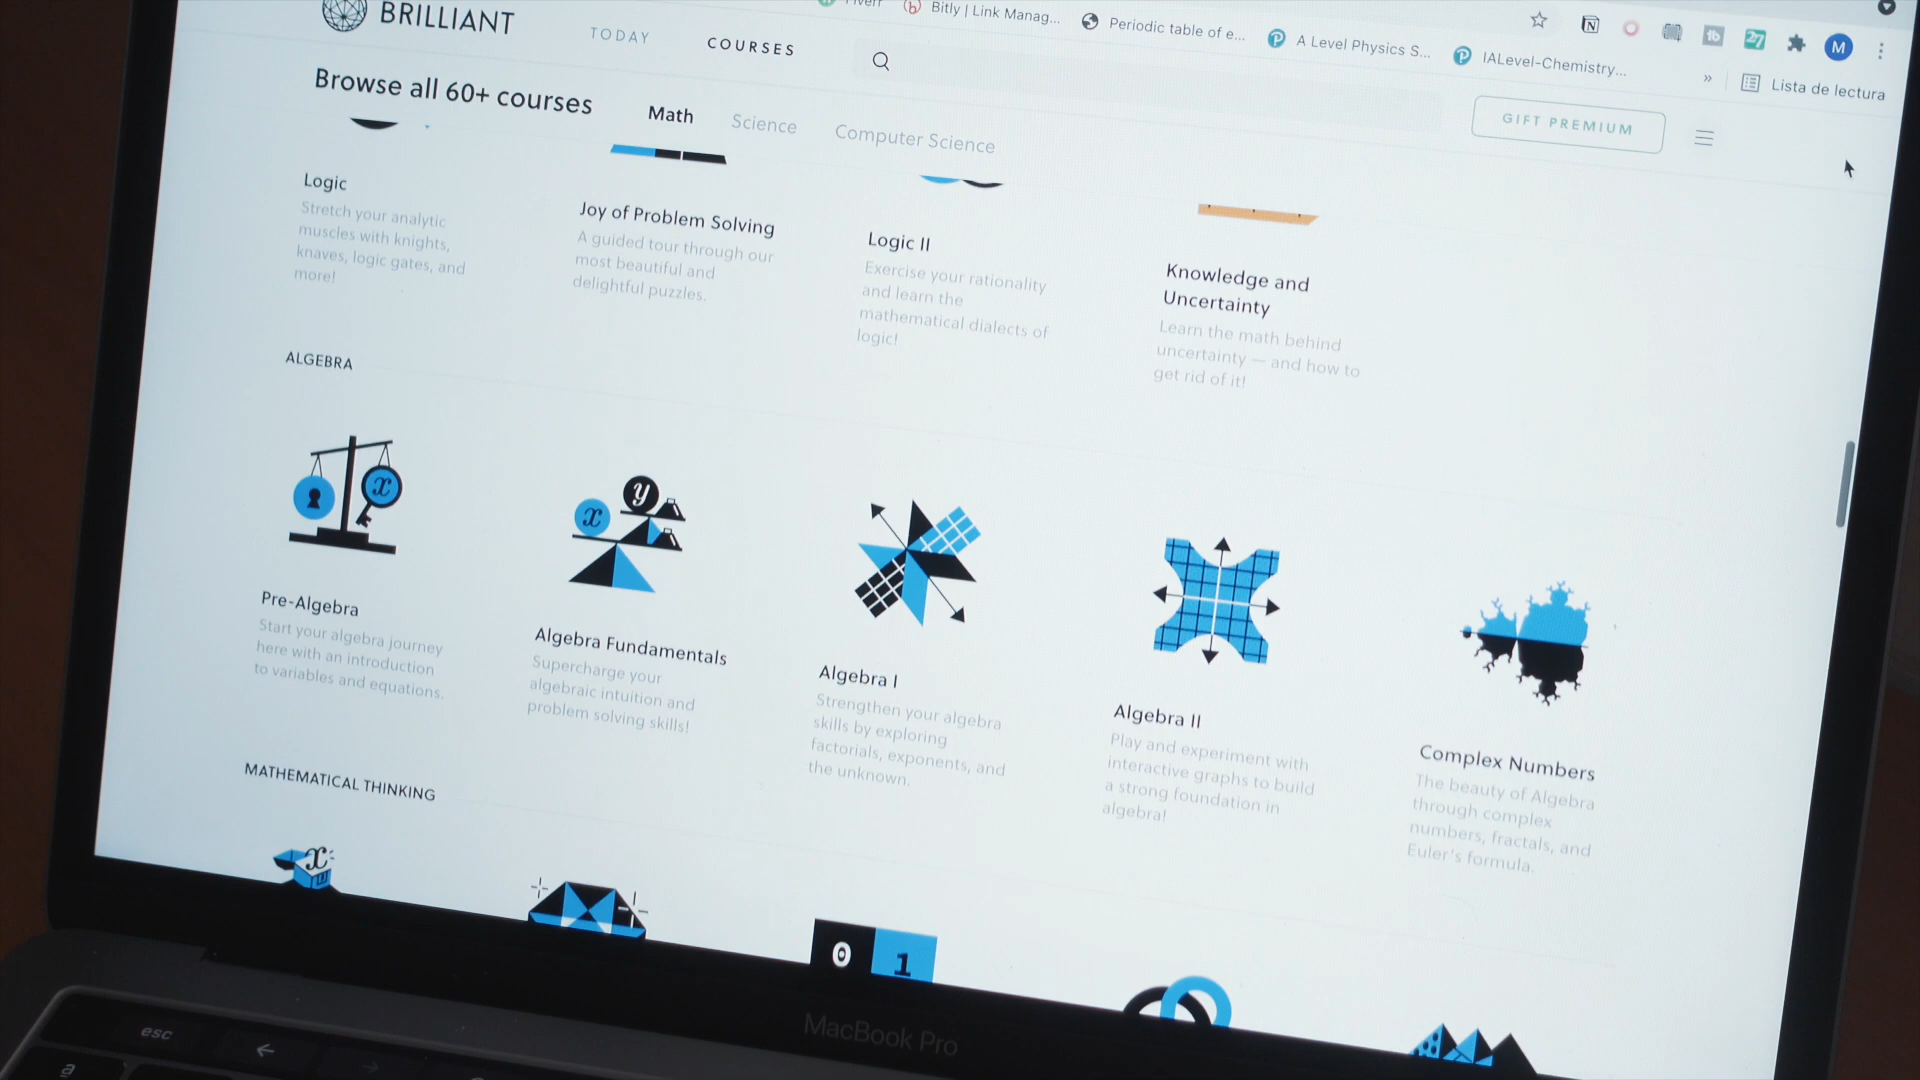 Bitly | Link Manag...
Periodic table of e...
A Level Physics S...
IALevel-Chemistry...
»
Lista de lectura
M
BRILLIANT
TODAY
COURSES
GIFT PREMIUM
Browse all 60+ courses
Math
Science
Computer Science
Logic
Stretch your analytic
muscles with knights,
knaves, logic gates, and
more!
Joy of Problem Solving
A guided tour through our
most beautiful and
delightful puzzles.
Logic II
Exercise your rationality
and learn the
mathematical dialects of
logic!
Knowledge and
Uncertainty
Learn the math behind
uncertainty — and how to
get rid of it!
ALGEBRA
x
x
y
Pre-Algebra
Start your algebra journey
here with an introduction
to variables and equations.
Algebra Fundamentals
Supercharge your
algebraic intuition and
problem solving skills!
Algebra I
Strengthen your algebra
skills by exploring
factorials, exponents, and
the unknown.
Algebra II
Play and experiment with
interactive graphs to build
a strong foundation in
algebra!
Complex Numbers
The beauty of Algebra
through complex
numbers, fractals, and
Euler's formula.
MATHEMATICAL THINKING
x
0 1
MacBook Pro
esc
a